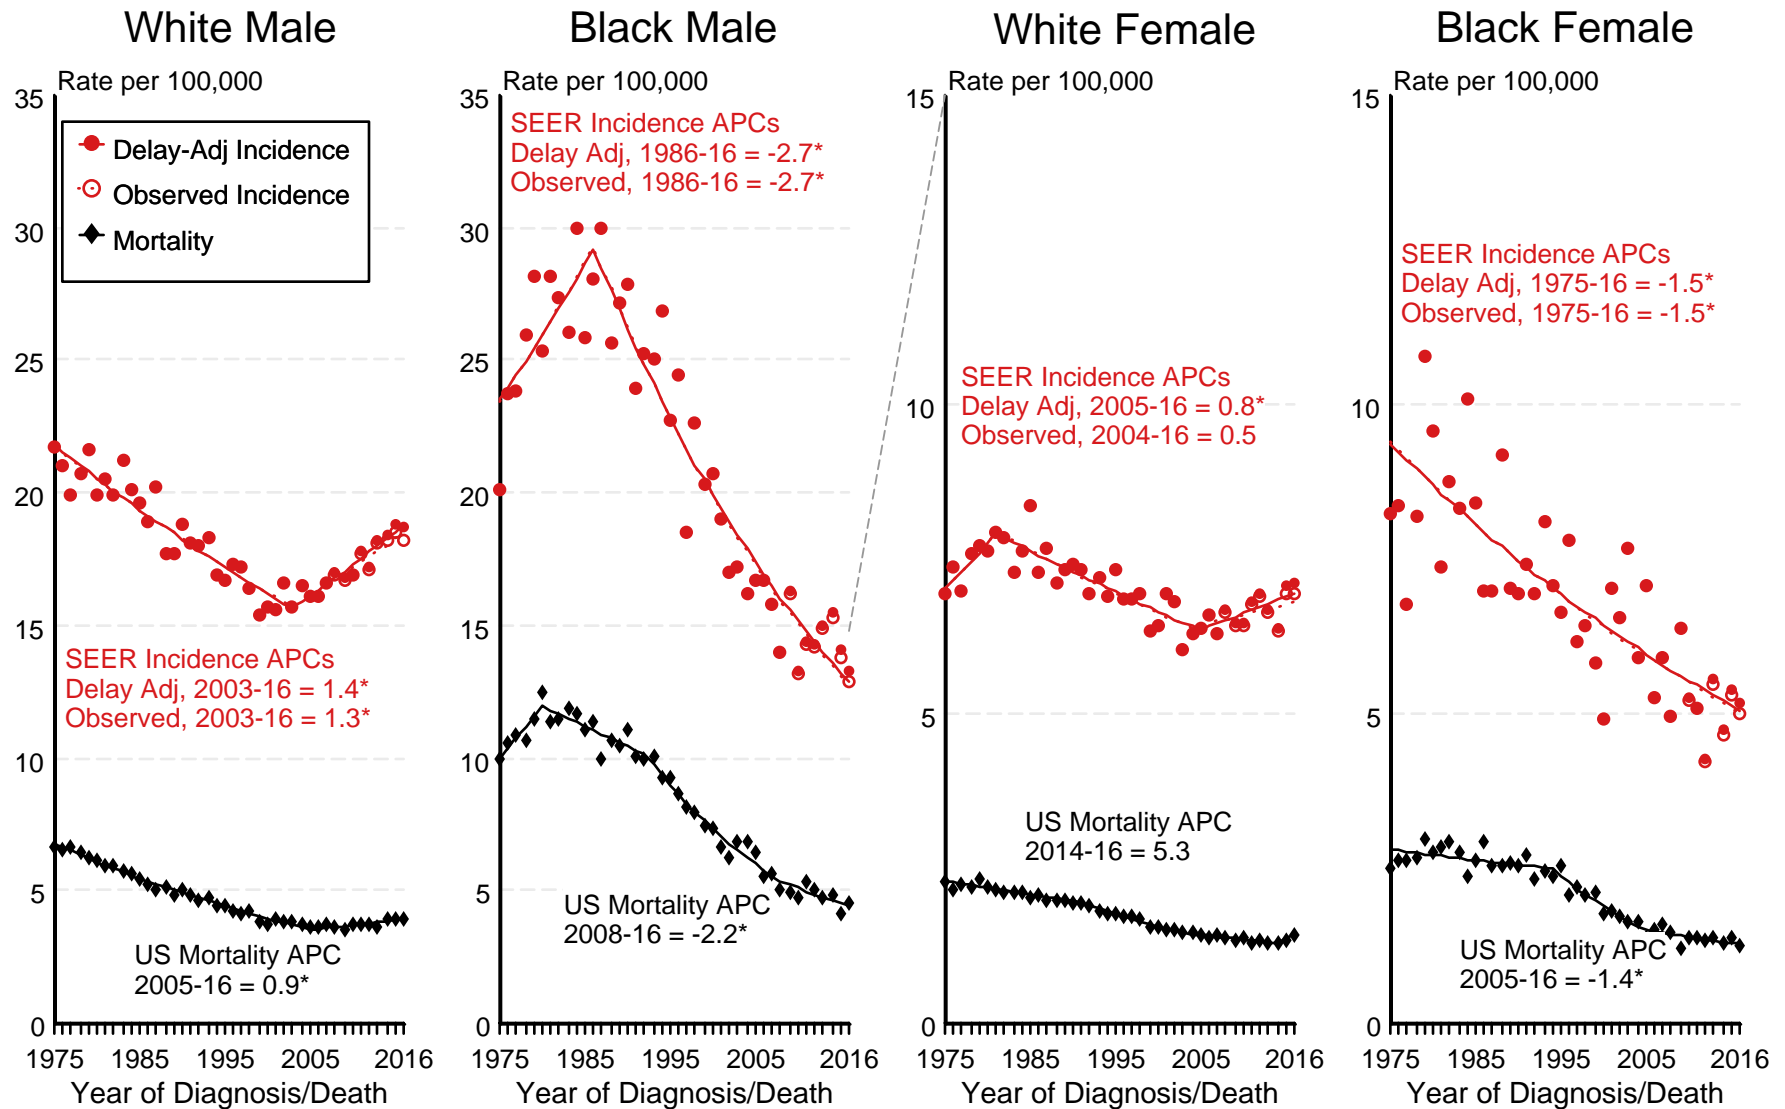 White Male
Rate per 100,000
35
30
25
20
15
10
5
0
Delay-Adj Incidence
Observed Incidence
Mortality
SEER Incidence APCs
Delay Adj, 2003-16 = 1.4*
Observed, 2003-16 = 1.3*
US Mortality APC
2005-16 = 0.9*
1975 1985 1995 2005 2016
Year of Diagnosis/Death
Black Male
Rate per 100,000
35
30
25
20
15
10
5
0
SEER Incidence APCs
Delay Adj, 1986-16 = -2.7*
Observed, 1986-16 = -2.7*
US Mortality APC
2008-16 = -2.2*
1975 1985 1995 2005 2016
Year of Diagnosis/Death
White Female
Rate per 100,000
15
10
5
0
SEER Incidence APCs
Delay Adj, 2005-16 = 0.8*
Observed, 2004-16 = 0.5
US Mortality APC
2014-16 = 5.3
1975 1985 1995 2005 2016
Year of Diagnosis/Death
Black Female
Rate per 100,000
15
10
5
0
SEER Incidence APCs
Delay Adj, 1975-16 = -1.5*
Observed, 1975-16 = -1.5*
US Mortality APC
2005-16 = -1.4*
1975 1985 1995 2005 2016
Year of Diagnosis/Death